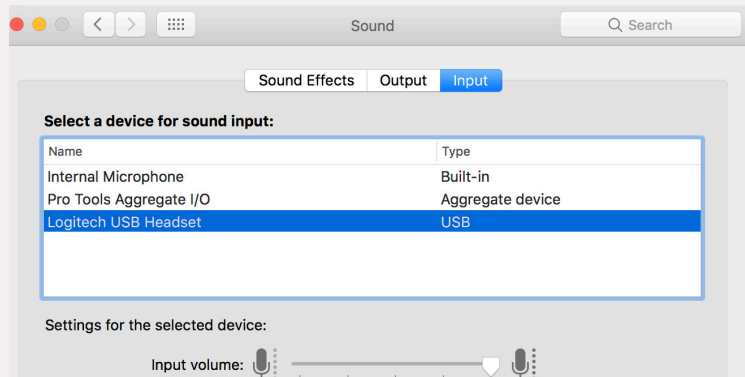 Sound
Search
Sound Effects Output Input
Select a device for sound input:
Name Type
Internal Microphone Built-in
Pro Tools Aggregate I/O Aggregate device
Logitech USB Headset USB
Settings for the selected device:
Input volume: